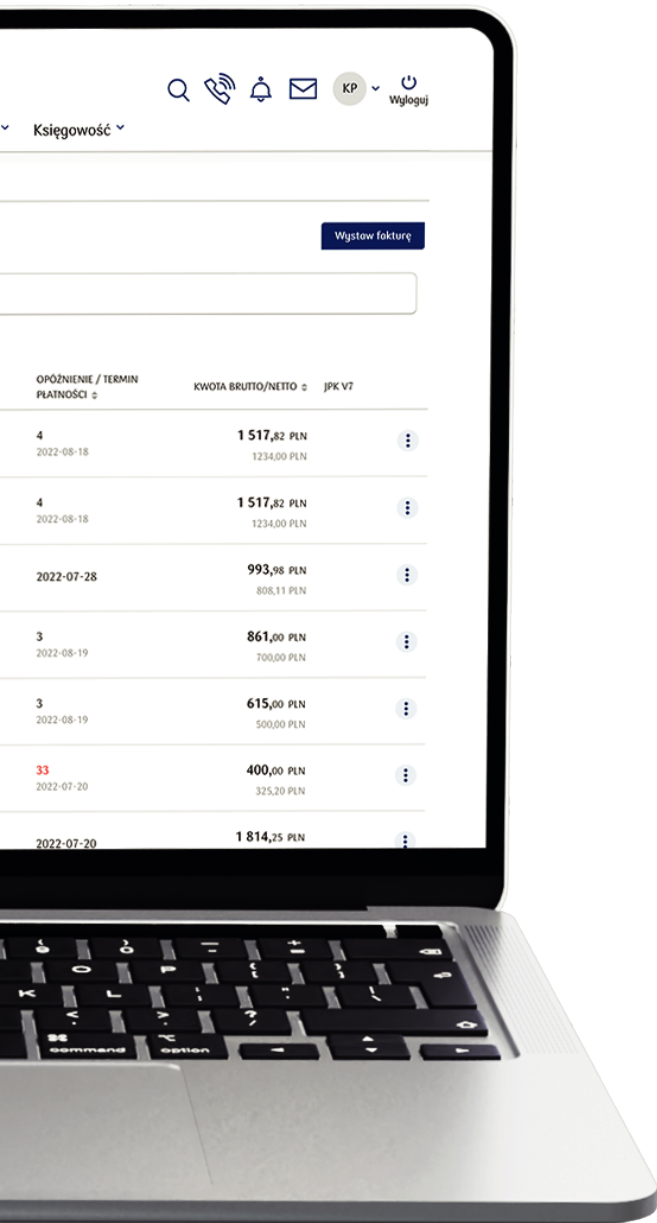 KP
Wyloguj
Księgowość
Wystaw fakturę
OPÓŹNIENIE / TERMIN
PŁATNOŚCI
KWOTA BRUTTO/NETTO
JPK V7
4
1 517,82 PLN
2022-08-18
1234,00 PLN
4
1 517,82 PLN
2022-08-18
1234,00 PLN
2022-07-28
993,98 PLN
808,11 PLN
3
861,00 PLN
2022-08-19
700,00 PLN
3
615,00 PLN
2022-08-19
500,00 PLN
33
400,00 PLN
2022-07-20
325,20 PLN
2022-07-20
1 814,25 PLN
O P { }
K L ; : " \
< > ?
command option